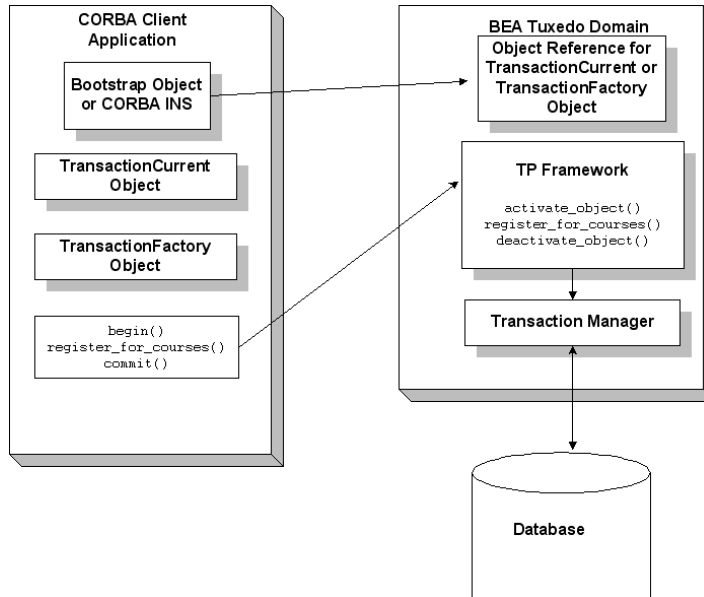 CORBA Client
Application
Bootstrap Object
or CORBA INS
TransactionCurrent
Object
TransactionFactory
Object
begin()
register_for_courses()
commit()
BEA Tuxedo Domain
Object Reference for
TransactionCurrent or
TransactionFactory
Object
TP Framework
activate_object()
register_for_courses()
deactivate_object()
Transaction Manager
Database